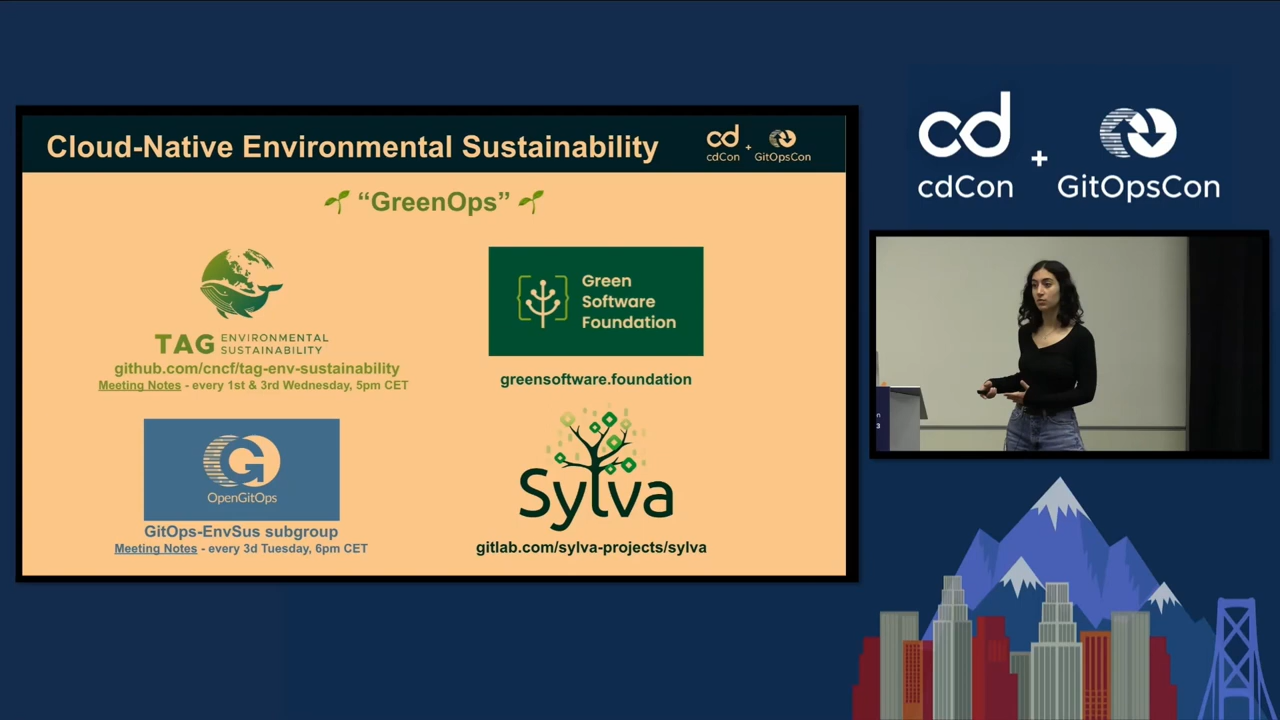 Cloud-Native Environmental Sustainability
cd
cdCon
+
GitOpsCon
🌱 “GreenOps” 🌱
TAG ENVIRONMENTAL
SUSTAINABILITY
github.com/cncf/tag-env-sustainability
Meeting Notes - every 1st & 3rd Wednesday, 5pm CET
Green
Software
Foundation
greensoftware.foundation
G
OpenGitOps
GitOps-EnvSus subgroup
Meeting Notes - every 3d Tuesday, 6pm CET
Sylva
gitlab.com/sylva-projects/sylva
cd
cdCon
+
GitOpsCon